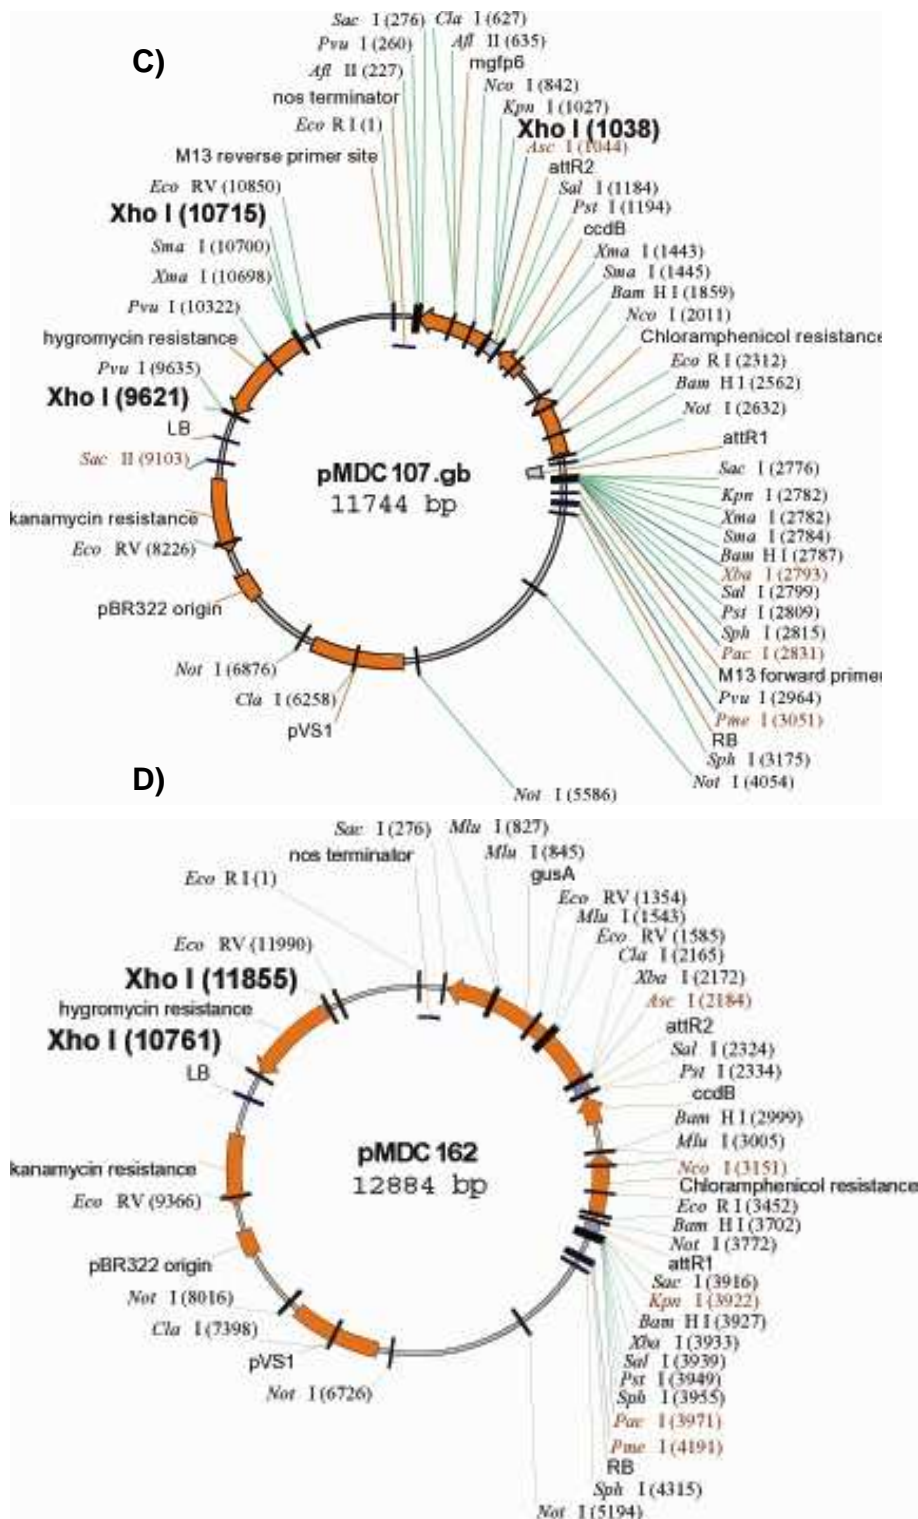 C)
Sac I (276)
Cla I (627)
Pvu I (260)
Afl II (635)
mgfp6
Afl II (227)
Nco I (842)
nos terminator
Kpn I (1027)
Eco R I (1)
Xho I (1038)
Asc I (1044)
M13 reverse primer site
attR2
Eco RV (10850)
Sal I (1184)
Xho I (10715)
Pst I (1194)
ccdB
Sma I (10700)
Xma I (1443)
Xma I (10698)
Sma I (1445)
Bam H I (1859)
Pvu I (10322)
Nco I (2011)
hygromycin resistance
Chloramphenicol resistance
Pvu I (9635)
Eco R I (2312)
Xho I (9621)
Bam H I (2562)
Not I (2632)
LB
attR1
Sac II (9103)
pMDC107.gb
11744 bp
Sac I (2776)
Kpn I (2782)
Xma I (2782)
kanamycin resistance
Sma I (2784)
Eco RV (8226)
Bam H I (2787)
Xba I (2793)
Sal I (2799)
pBR322 origin
Pst I (2809)
Sph I (2815)
Pac I (2831)
Not I (6876)
M13 forward primer
Cla I (6258)
Pvu I (2964)
pVS1
Pme I (3051)
RB
Sph I (3175)
Not I (4054)
Not I (5586)
D)
Sac I (276)
Mlu I (827)
nos terminator
Mlu I (845)
Eco R I (1)
gusA
Eco RV (1354)
Mlu I (1543)
Eco RV (11990)
Eco RV (1585)
Cla I (2165)
Xho I (11855)
Xba I (2172)
hygromycin resistance
Asc I (2184)
Xho I (10761)
attR2
LB
Sal I (2324)
Pst I (2334)
ccdB
Bam H I (2999)
pMDC162
12884 bp
Mlu I (3005)
kanamycin resistance
Nco I (3151)
Chloramphenicol resistance
Eco RV (9366)
Eco R I (3452)
Bam H I (3702)
Not I (3772)
pBR322 origin
attR1
Sac I (3916)
Not I (8016)
Kpn I (3922)
Cla I (7398)
Bam H I (3927)
Xba I (3933)
pVS1
Sal I (3939)
Pst I (3949)
Not I (6726)
Sph I (3955)
Pac I (3971)
Pme I (4191)
RB
Sph I (4315)
Not I (5194)